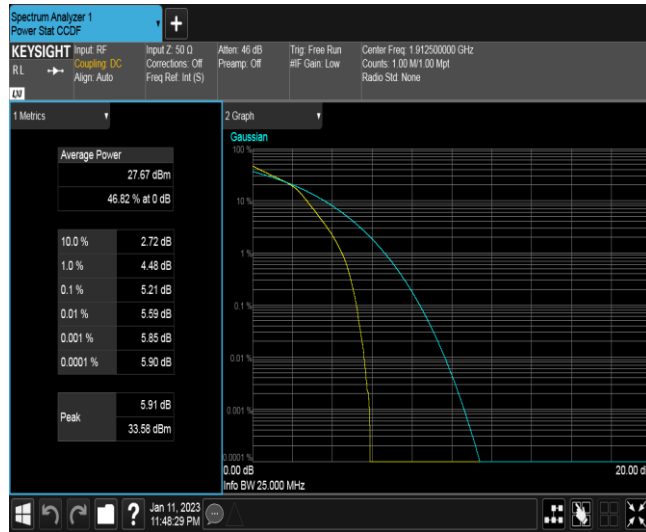 Spectrum Analyzer 1
Power Stat CCDF
+
KEYSIGHT
RL
LXI
Input: RF
Coupling: DC
Align: Auto
Input Z: 50 Ω
Corrections: Off
Freq Ref: Int (S)
Atten: 46 dB
Preamp: Off
Trig: Free Run
#IF Gain: Low
Center Freq: 1.912500000 GHz
Counts: 1.00 M/1.00 Mpt
Radio Std: None
1 Metrics
Average Power
27.67 dBm
46.82 % at 0 dB
10.0 % 2.72 dB
1.0 % 4.48 dB
0.1 % 5.21 dB
0.01 % 5.59 dB
0.001 % 5.85 dB
0.0001 % 5.90 dB
Peak
5.91 dB
33.58 dBm
2 Graph
Gaussian
100 %
10 %
1 %
0.1 %
0.01 %
0.001 %
0.0001 %
0.00 dB
20.00 d
Info BW 25.000 MHz
?
Jan 11, 2023
11:48:29 PM